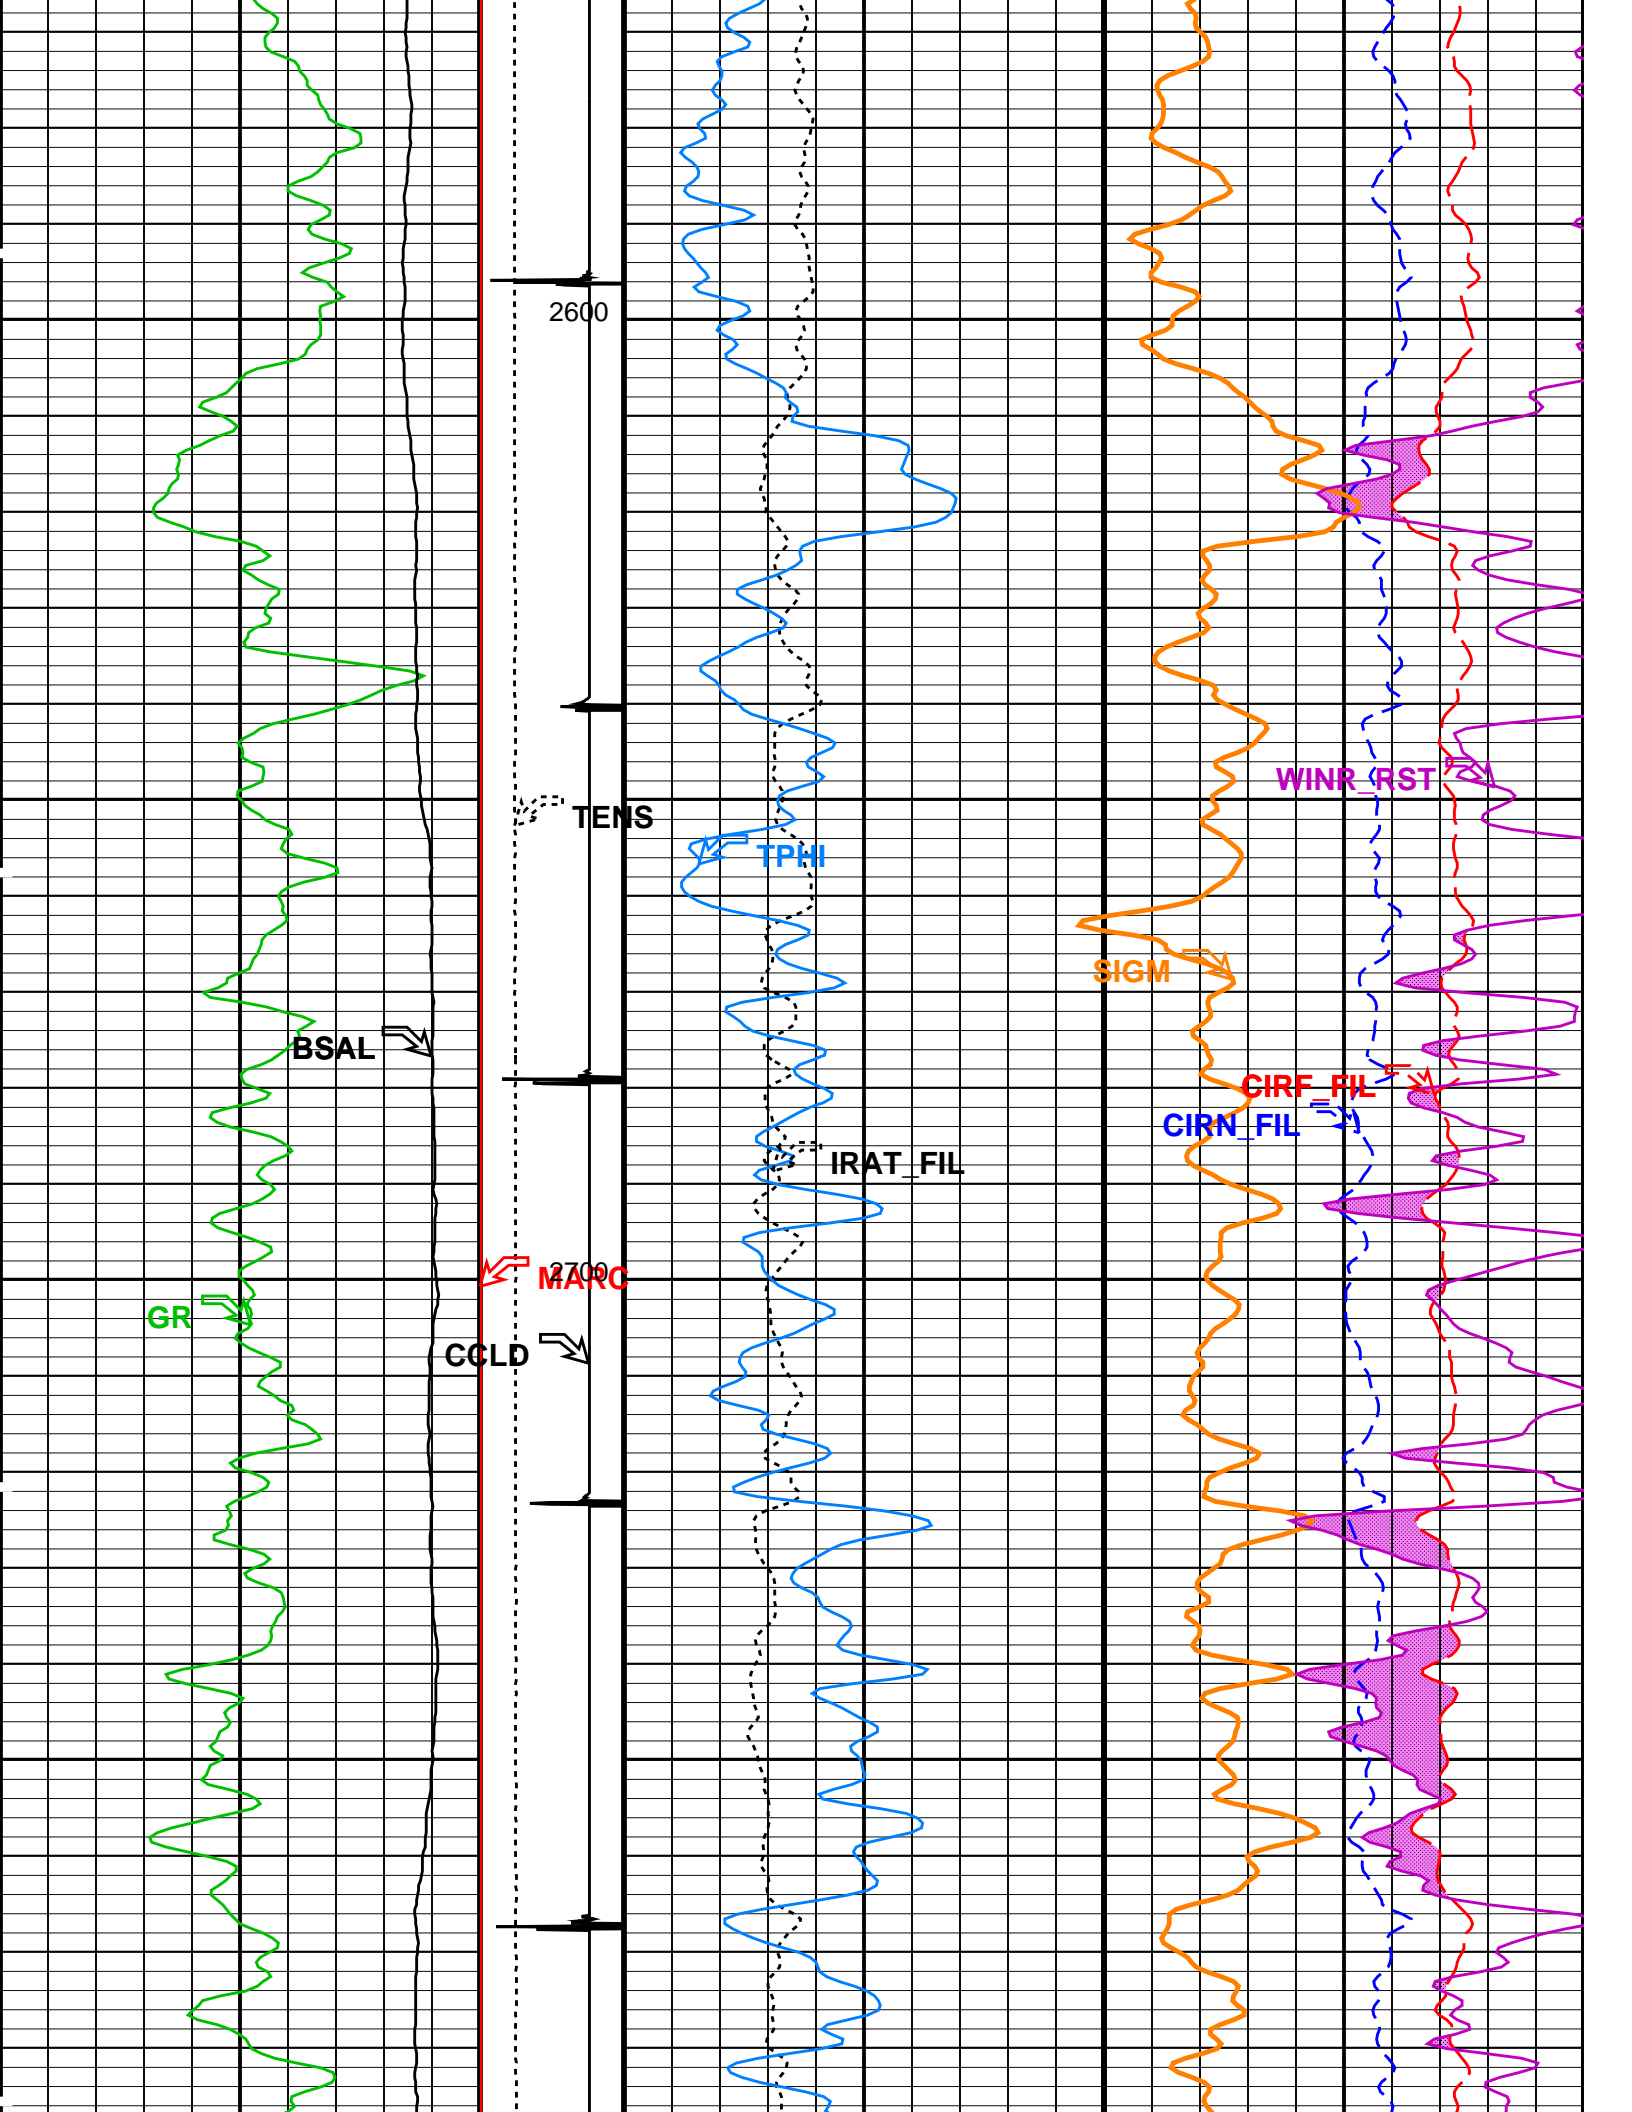 2600
WINR_RST
TENS
TPHI
SIGM
BSAL
CIRF_FIL
CIRN_FIL
IRAT_FIL
MARC
2700
GR
CCLD